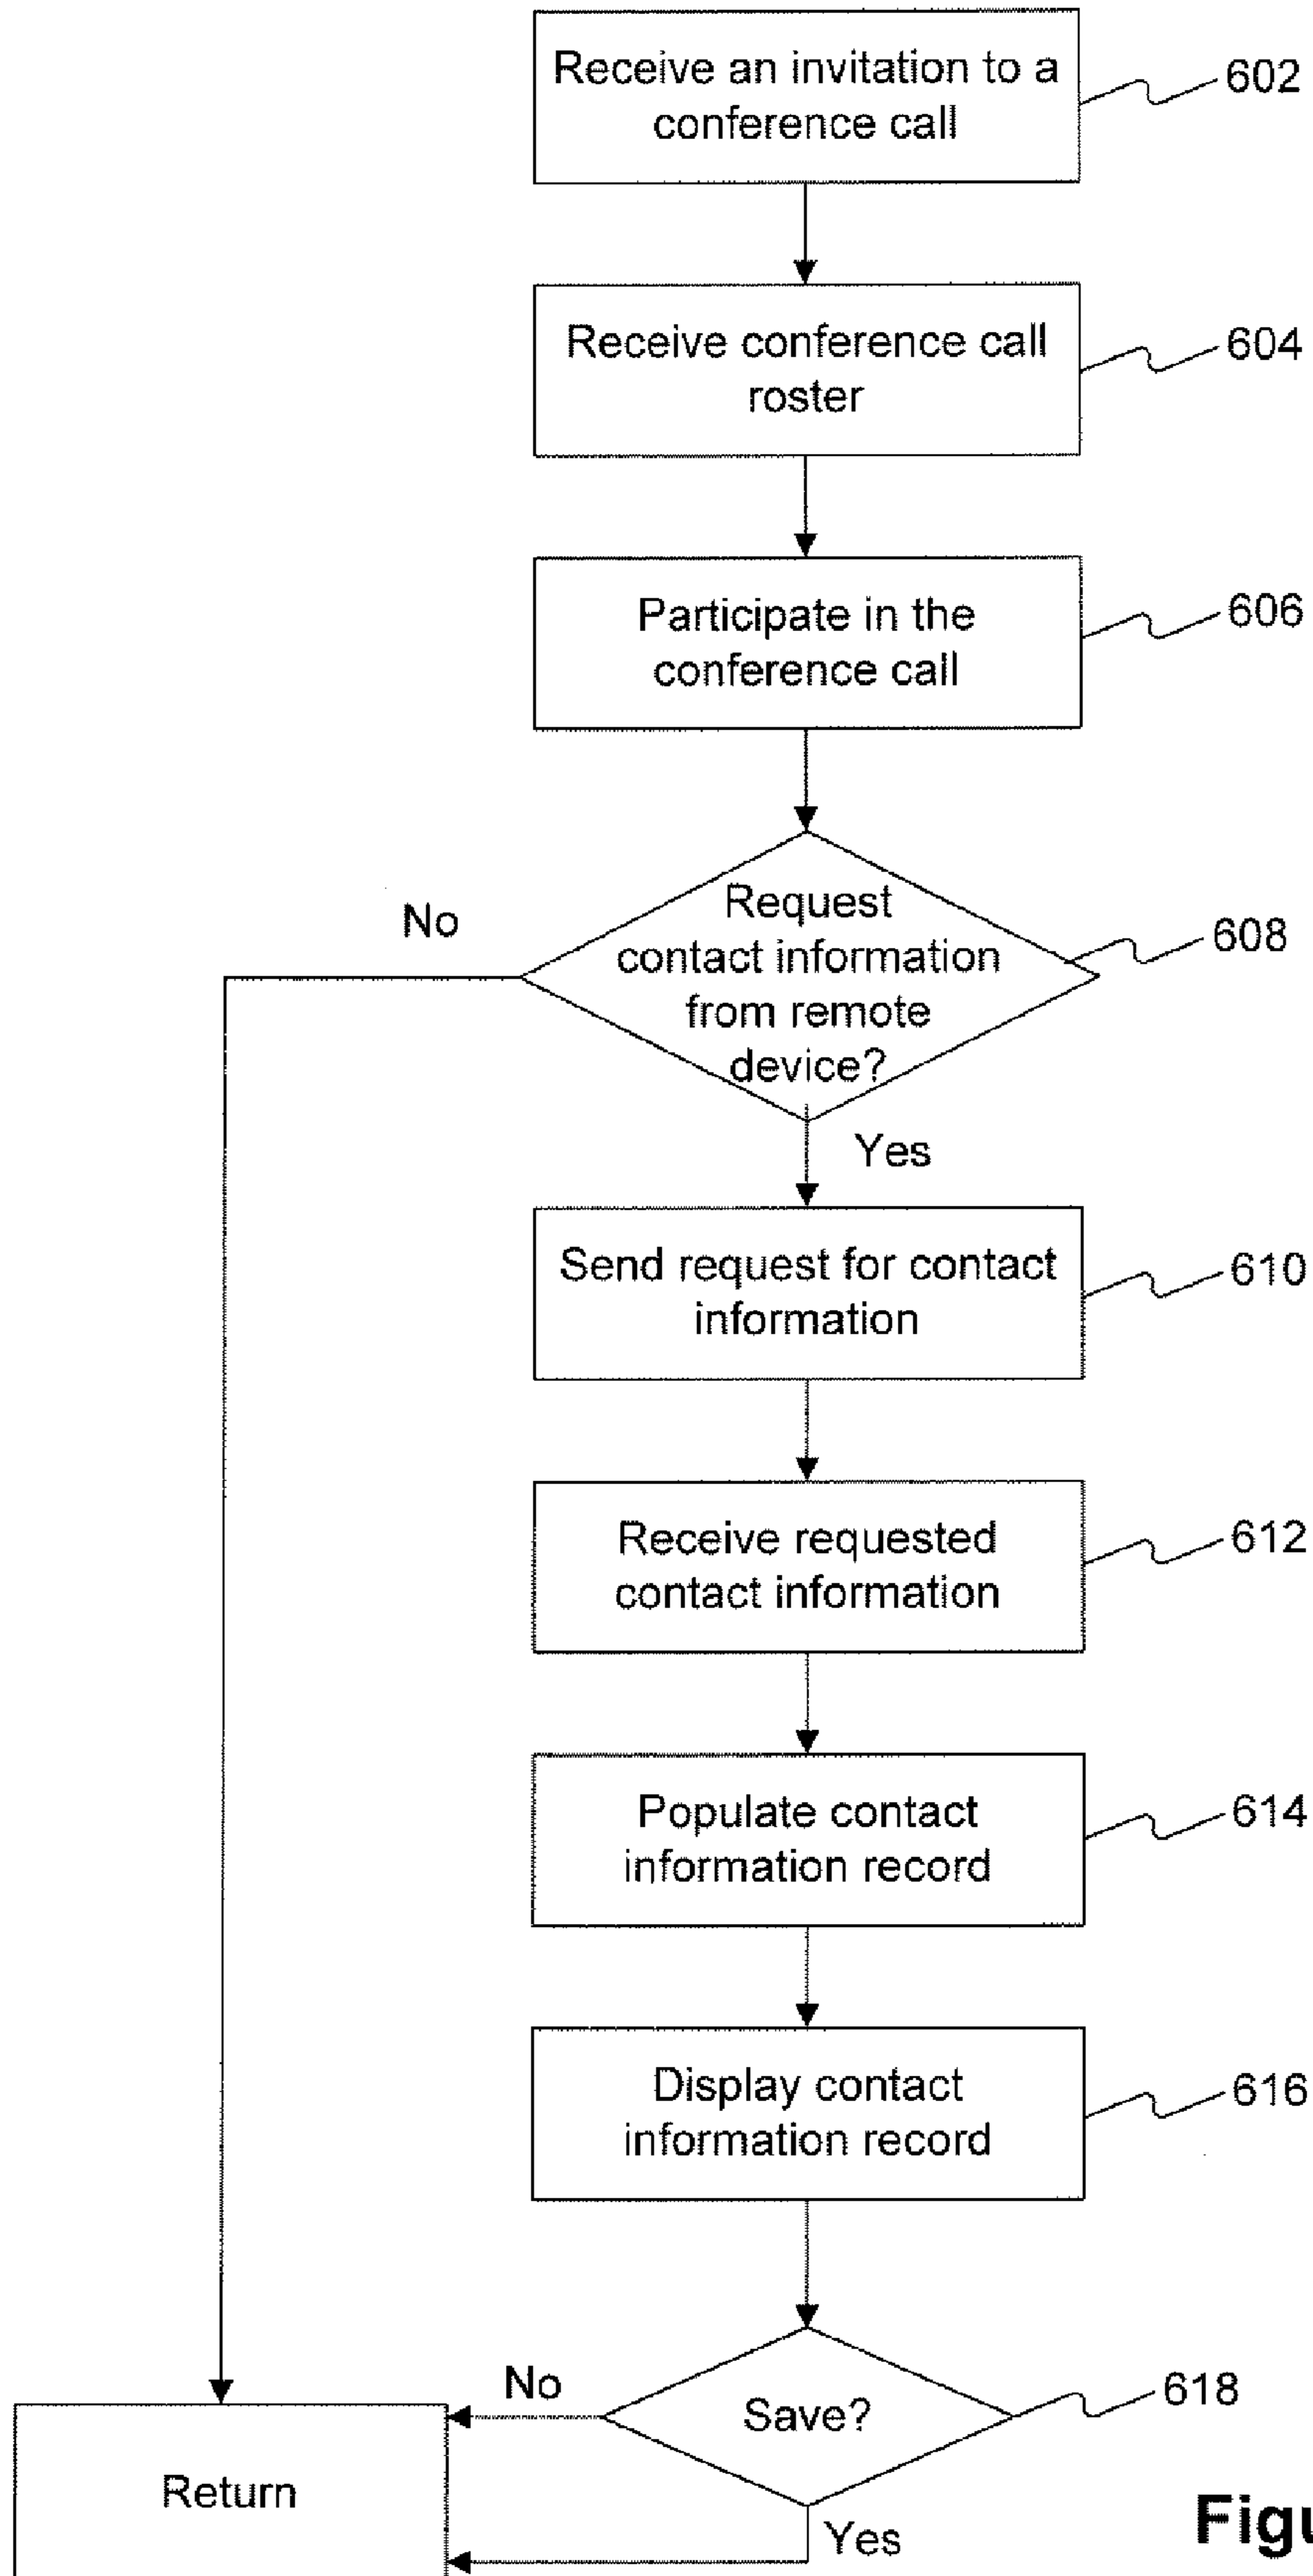 Receive an invitation to a
conference call
602
Receive conference call
roster
604
Participate in the
conference call
606
Request
contact information
from remote
device?
608
No
Yes
Send request for contact
information
610
Receive requested
contact information
612
Populate contact
information record
614
Display contact
information record
616
Save?
618
No
Yes
Return